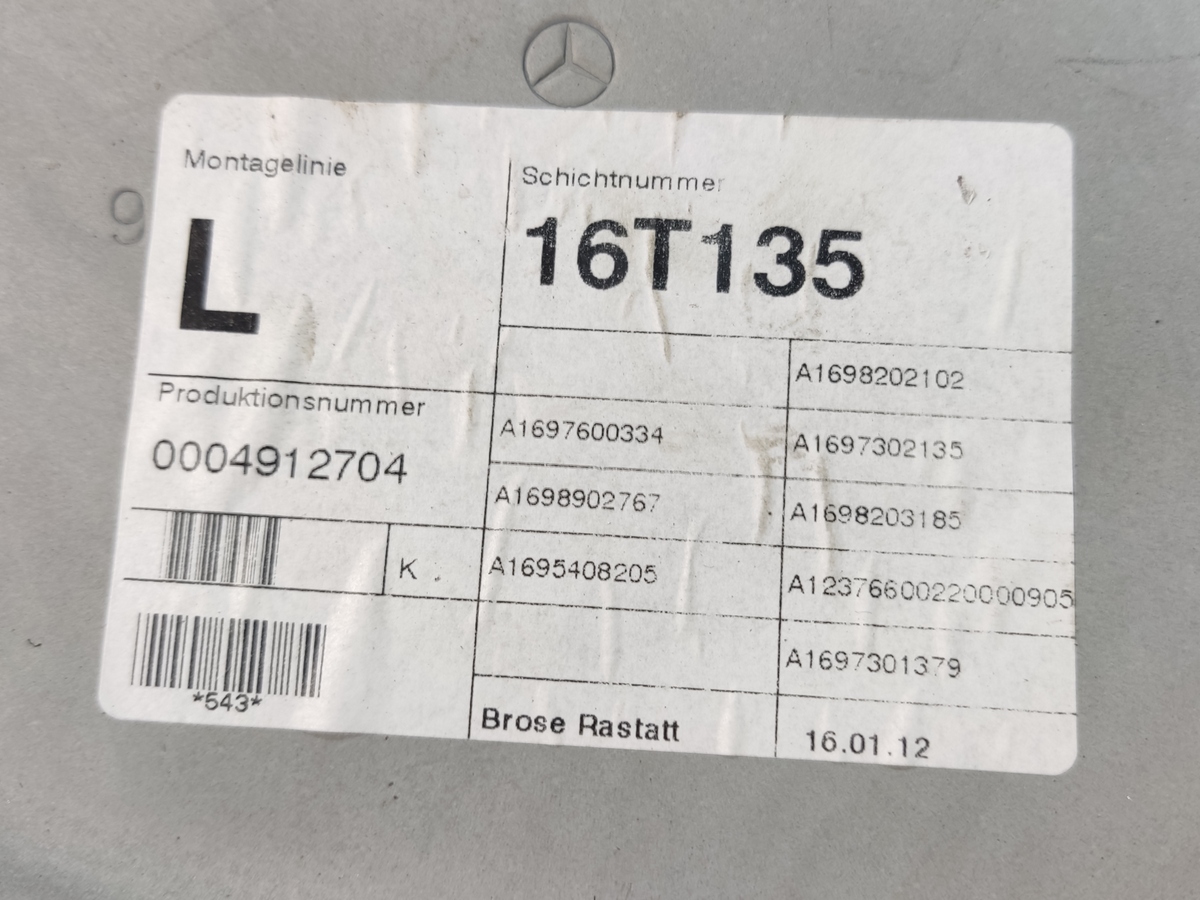 9
Montagelinie
L
Schichtnummer
16T135
Produktionsnummer
0004912704
K .
*543*
A1697600334
A1698902767
A1695408205
Brose Rastatt
A1698202102
A1697302135
A1698203185
A12376600220000905
A1697301379
16.01.12